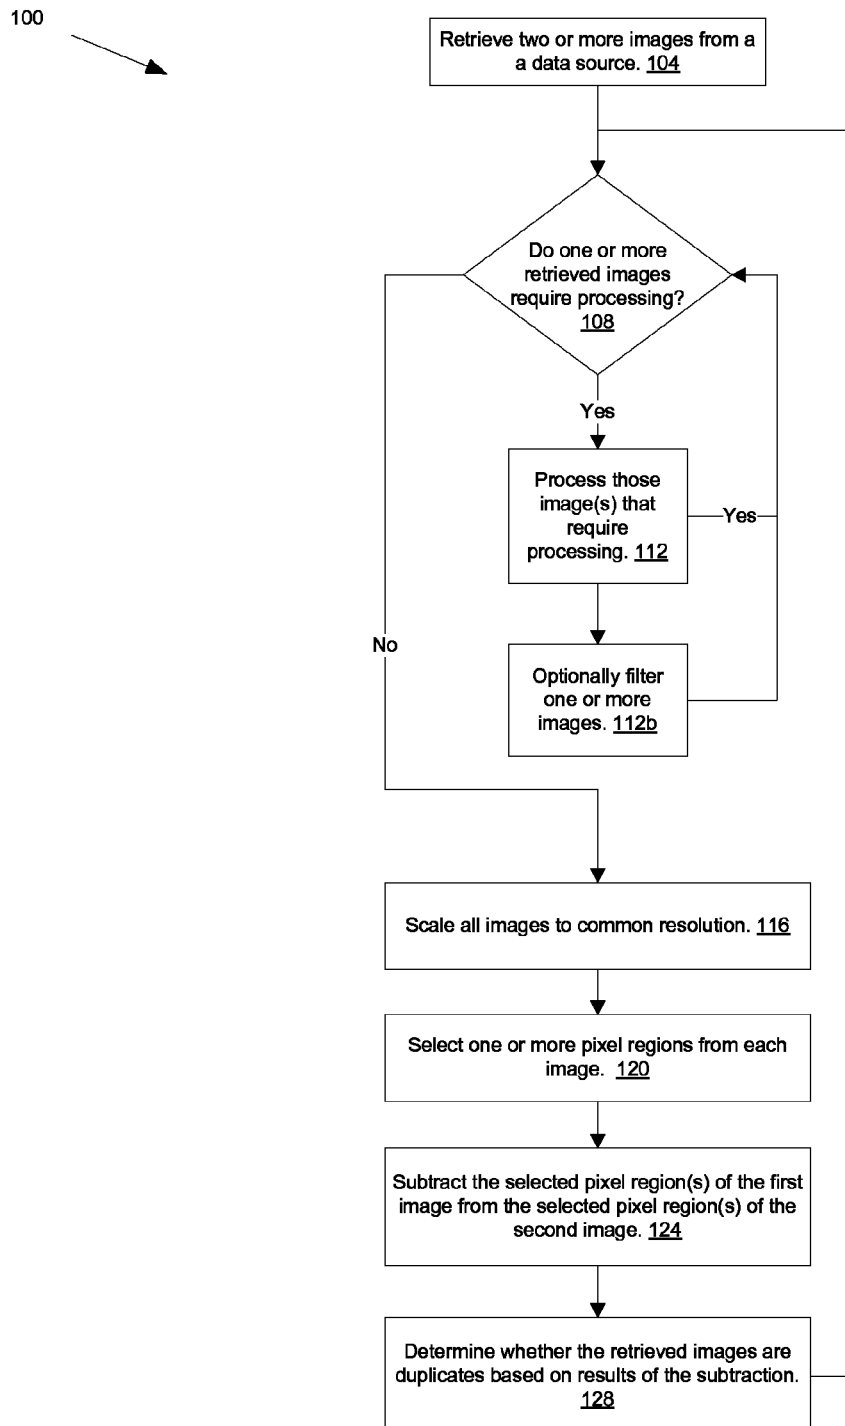 100
Retrieve two or more images from a
a data source. 104
Do one or more
retrieved images
require processing?
108
Yes
Process those
image(s) that
require
processing. 112
Yes
No
Optionally filter
one or more
images. 112b
Scale all images to common resolution. 116
Select one or more pixel regions from each
image. 120
Subtract the selected pixel region(s) of the first
image from the selected pixel region(s) of the
second image. 124
Determine whether the retrieved images are
duplicates based on results of the subtraction.
128